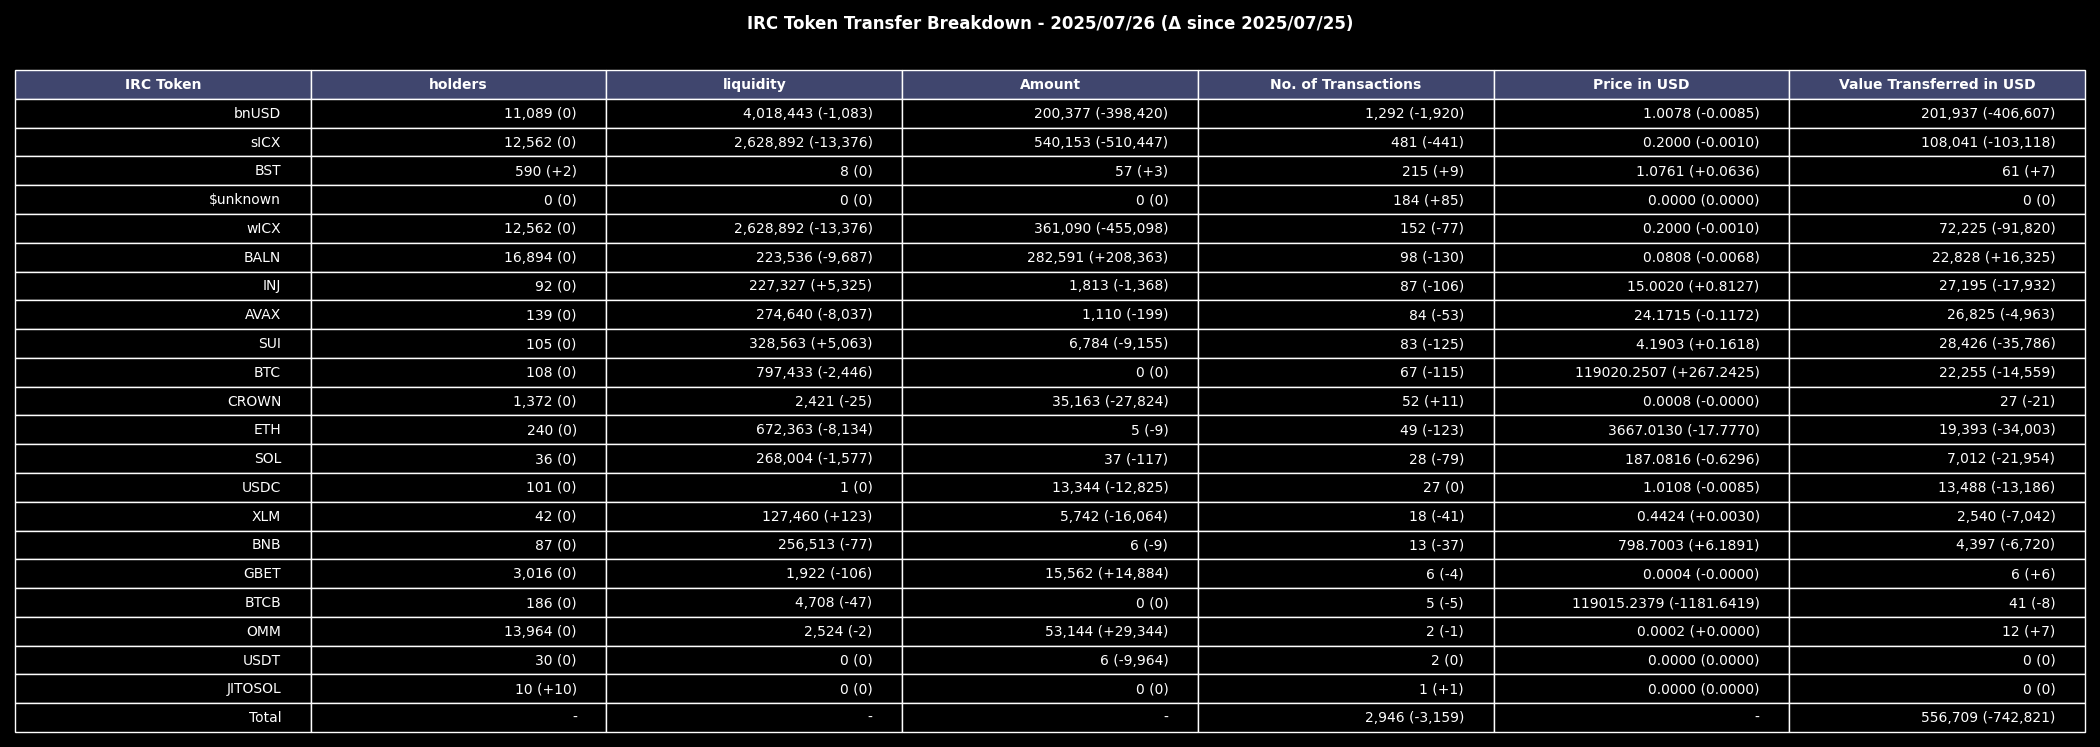 IRC Token Transfer Breakdown - 2025/07/26 (Δ since 2025/07/25)
IRC Token holders liquidity Amount No. of Transactions Price in USD Value Transferred in USD
bnUSD 11,089 (0) 4,018,443 (-1,083) 200,377 (-398,420) 1,292 (-1,920) 1.0078 (-0.0085) 201,937 (-406,607)
sICX 12,562 (0) 2,628,892 (-13,376) 540,153 (-510,447) 481 (-441) 0.2000 (-0.0010) 108,041 (-103,118)
BST 590 (+2) 8 (0) 57 (+3) 215 (+9) 1.0761 (+0.0636) 61 (+7)
$unknown 0 (0) 0 (0) 0 (0) 184 (+85) 0.0000 (0.0000) 0 (0)
wICX 12,562 (0) 2,628,892 (-13,376) 361,090 (-455,098) 152 (-77) 0.2000 (-0.0010) 72,225 (-91,820)
BALN 16,894 (0) 223,536 (-9,687) 282,591 (+208,363) 98 (-130) 0.0808 (-0.0068) 22,828 (+16,325)
INJ 92 (0) 227,327 (+5,325) 1,813 (-1,368) 87 (-106) 15.0020 (+0.8127) 27,195 (-17,932)
AVAX 139 (0) 274,640 (-8,037) 1,110 (-199) 84 (-53) 24.1715 (-0.1172) 26,825 (-4,963)
SUI 105 (0) 328,563 (+5,063) 6,784 (-9,155) 83 (-125) 4.1903 (+0.1618) 28,426 (-35,786)
BTC 108 (0) 797,433 (-2,446) 0 (0) 67 (-115) 119020.2507 (+267.2425) 22,255 (-14,559)
CROWN 1,372 (0) 2,421 (-25) 35,163 (-27,824) 52 (+11) 0.0008 (-0.0000) 27 (-21)
ETH 240 (0) 672,363 (-8,134) 5 (-9) 49 (-123) 3667.0130 (-17.7770) 19,393 (-34,003)
SOL 36 (0) 268,004 (-1,577) 37 (-117) 28 (-79) 187.0816 (-0.6296) 7,012 (-21,954)
USDC 101 (0) 1 (0) 13,344 (-12,825) 27 (0) 1.0108 (-0.0085) 13,488 (-13,186)
XLM 42 (0) 127,460 (+123) 5,742 (-16,064) 18 (-41) 0.4424 (+0.0030) 2,540 (-7,042)
BNB 87 (0) 256,513 (-77) 6 (-9) 13 (-37) 798.7003 (+6.1891) 4,397 (-6,720)
GBET 3,016 (0) 1,922 (-106) 15,562 (+14,884) 6 (-4) 0.0004 (-0.0000) 6 (+6)
BTCB 186 (0) 4,708 (-47) 0 (0) 5 (-5) 119015.2379 (-1181.6419) 41 (-8)
OMM 13,964 (0) 2,524 (-2) 53,144 (+29,344) 2 (-1) 0.0002 (+0.0000) 12 (+7)
USDT 30 (0) 0 (0) 6 (-9,964) 2 (0) 0.0000 (0.0000) 0 (0)
JITOSOL 10 (+10) 0 (0) 0 (0) 1 (+1) 0.0000 (0.0000) 0 (0)
Total - - - 2,946 (-3,159) - 556,709 (-742,821)